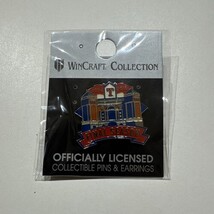 WINCRAFT COLLECTION
T
OFFICIALLY LICENSED
COLLECTIBLE PINS & EARRINGS